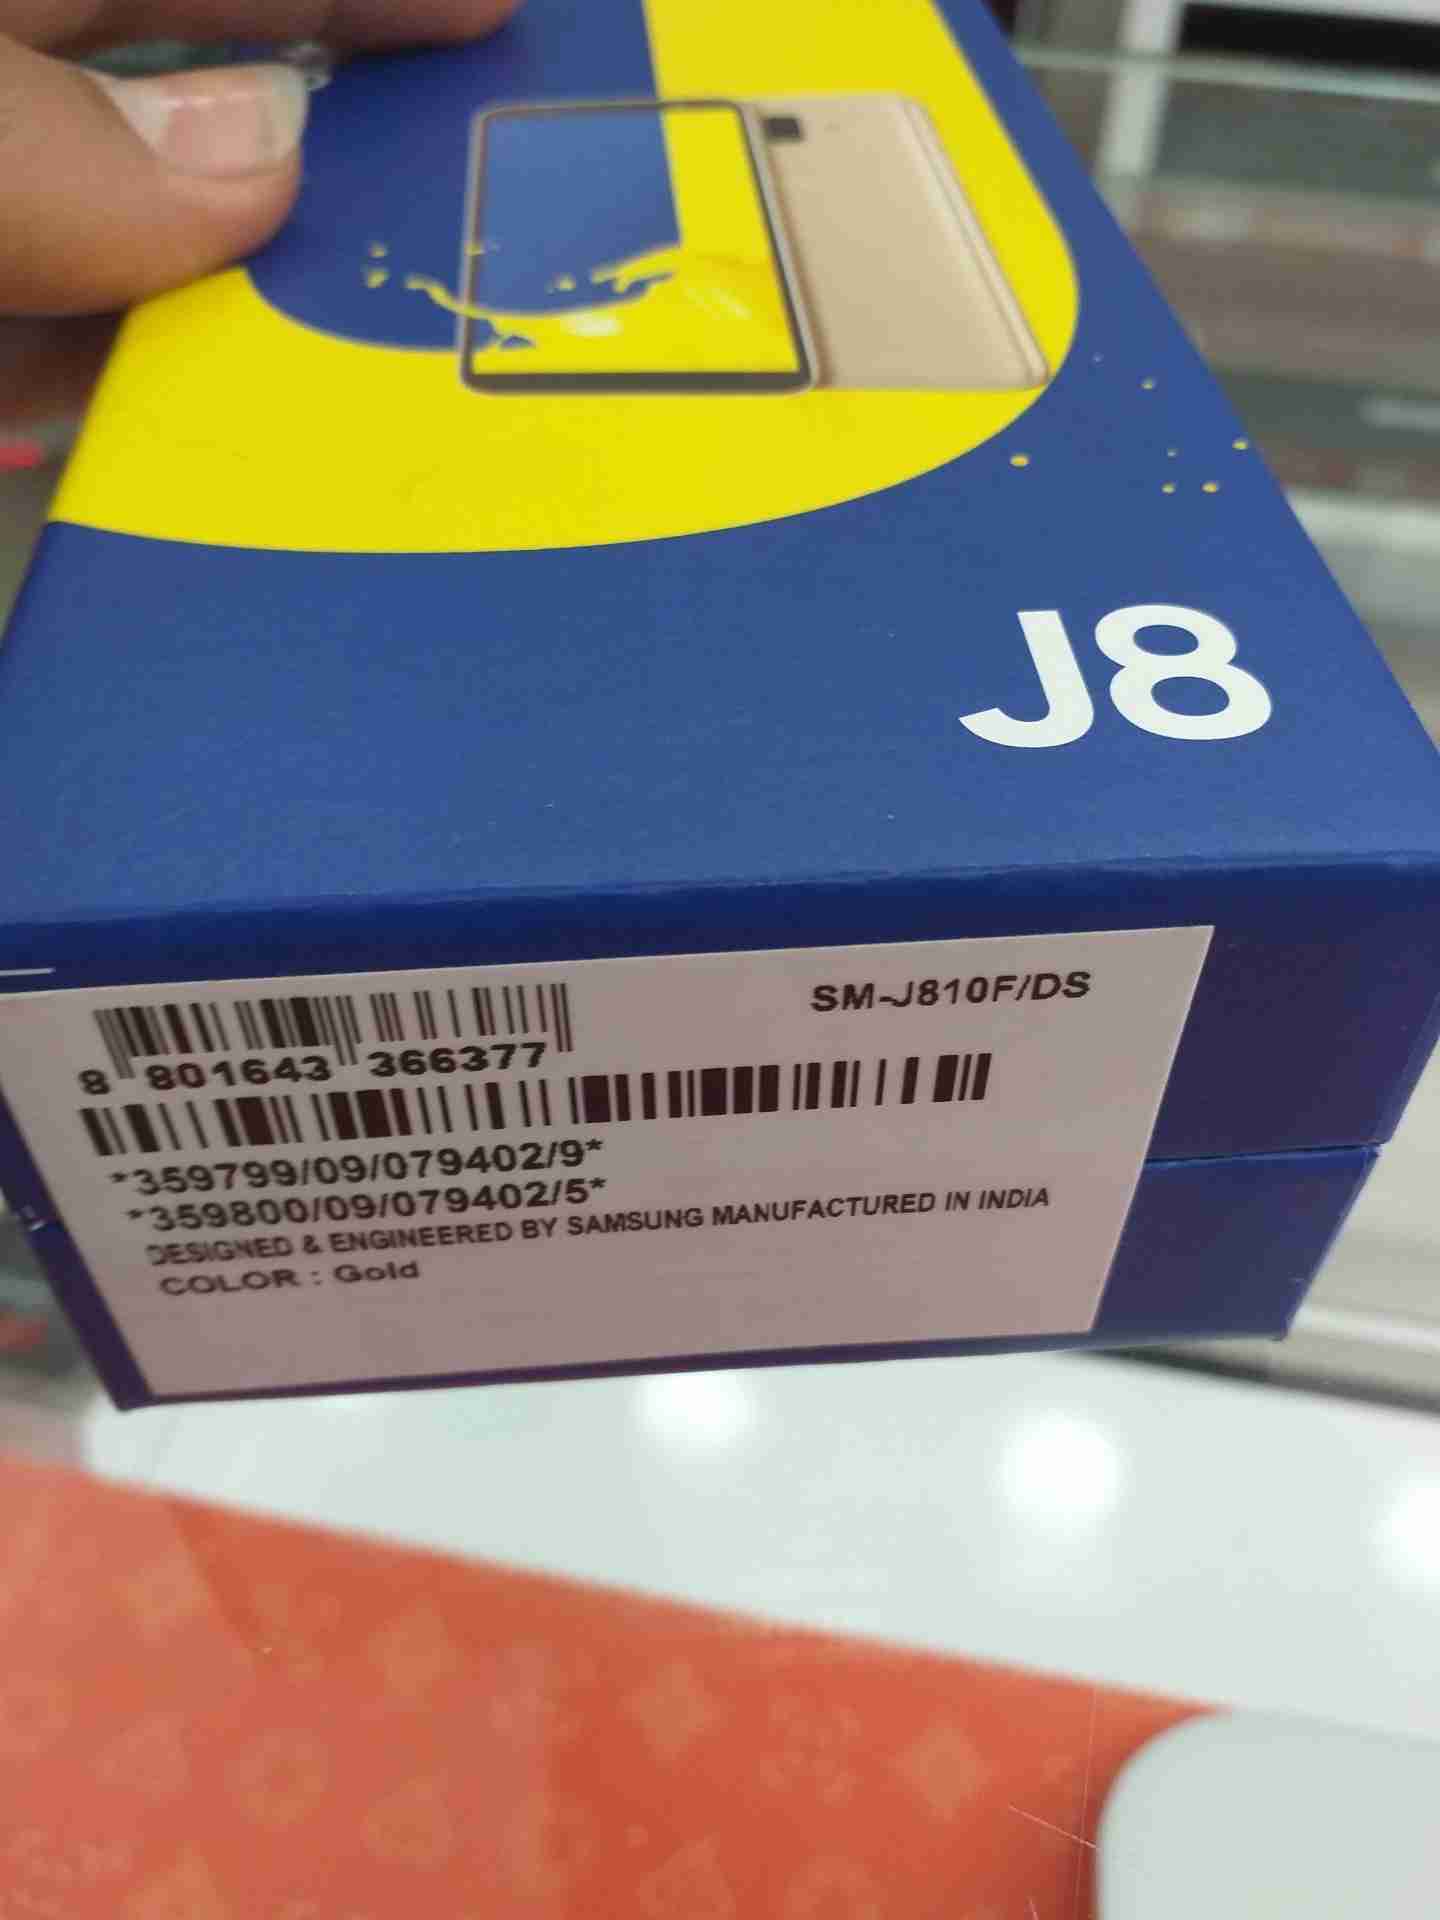 J8
SM-J810F/DS
8 801643 366377
*359799/09/079402/9*
*359800/09/079402/5*
DESIGNED & ENGINEERED BY SAMSUNG MANUFACTURED IN INDIA
COLOR : Gold